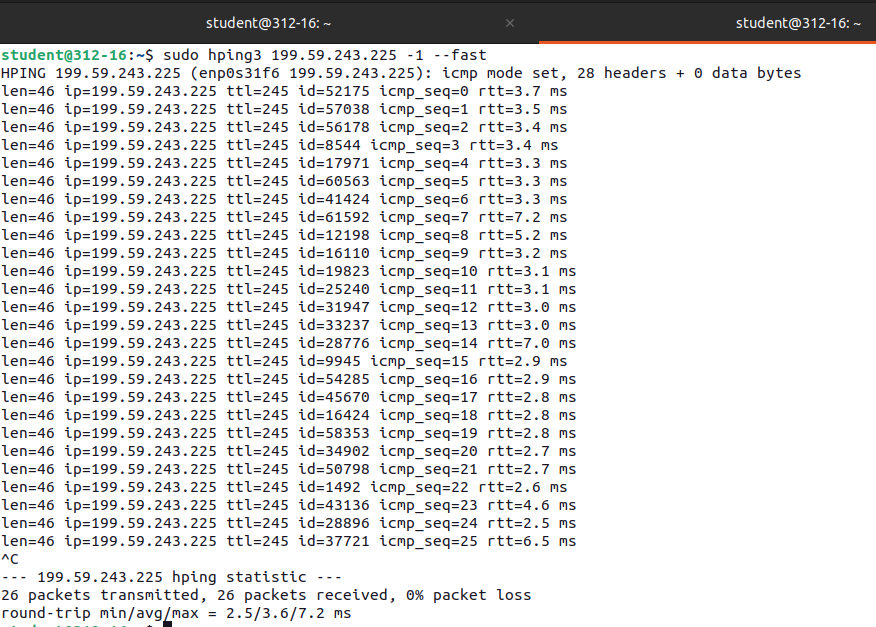 student@312-16: ~ × student@312-16: ~
student@312-16:~$ sudo hping3 199.59.243.225 -1 --fast
HPING 199.59.243.225 (enp0s31f6 199.59.243.225): icmp mode set, 28 headers + 0 data bytes
len=46 ip=199.59.243.225 ttl=245 id=52175 icmp_seq=0 rtt=3.7 ms
len=46 ip=199.59.243.225 ttl=245 id=57038 icmp_seq=1 rtt=3.5 ms
len=46 ip=199.59.243.225 ttl=245 id=56178 icmp_seq=2 rtt=3.4 ms
len=46 ip=199.59.243.225 ttl=245 id=8544 icmp_seq=3 rtt=3.4 ms
len=46 ip=199.59.243.225 ttl=245 id=17971 icmp_seq=4 rtt=3.3 ms
len=46 ip=199.59.243.225 ttl=245 id=60563 icmp_seq=5 rtt=3.3 ms
len=46 ip=199.59.243.225 ttl=245 id=41424 icmp_seq=6 rtt=3.3 ms
len=46 ip=199.59.243.225 ttl=245 id=61592 icmp_seq=7 rtt=7.2 ms
len=46 ip=199.59.243.225 ttl=245 id=12198 icmp_seq=8 rtt=5.2 ms
len=46 ip=199.59.243.225 ttl=245 id=16110 icmp_seq=9 rtt=3.2 ms
len=46 ip=199.59.243.225 ttl=245 id=19823 icmp_seq=10 rtt=3.1 ms
len=46 ip=199.59.243.225 ttl=245 id=25240 icmp_seq=11 rtt=3.1 ms
len=46 ip=199.59.243.225 ttl=245 id=31947 icmp_seq=12 rtt=3.0 ms
len=46 ip=199.59.243.225 ttl=245 id=33237 icmp_seq=13 rtt=3.0 ms
len=46 ip=199.59.243.225 ttl=245 id=28776 icmp_seq=14 rtt=7.0 ms
len=46 ip=199.59.243.225 ttl=245 id=9945 icmp_seq=15 rtt=2.9 ms
len=46 ip=199.59.243.225 ttl=245 id=54285 icmp_seq=16 rtt=2.9 ms
len=46 ip=199.59.243.225 ttl=245 id=45670 icmp_seq=17 rtt=2.8 ms
len=46 ip=199.59.243.225 ttl=245 id=16424 icmp_seq=18 rtt=2.8 ms
len=46 ip=199.59.243.225 ttl=245 id=58353 icmp_seq=19 rtt=2.8 ms
len=46 ip=199.59.243.225 ttl=245 id=34902 icmp_seq=20 rtt=2.7 ms
len=46 ip=199.59.243.225 ttl=245 id=50798 icmp_seq=21 rtt=2.7 ms
len=46 ip=199.59.243.225 ttl=245 id=1492 icmp_seq=22 rtt=2.6 ms
len=46 ip=199.59.243.225 ttl=245 id=43136 icmp_seq=23 rtt=4.6 ms
len=46 ip=199.59.243.225 ttl=245 id=28896 icmp_seq=24 rtt=2.5 ms
len=46 ip=199.59.243.225 ttl=245 id=37721 icmp_seq=25 rtt=6.5 ms
^C
--- 199.59.243.225 hping statistic ---
26 packets transmitted, 26 packets received, 0% packet loss
round-trip min/avg/max = 2.5/3.6/7.2 ms